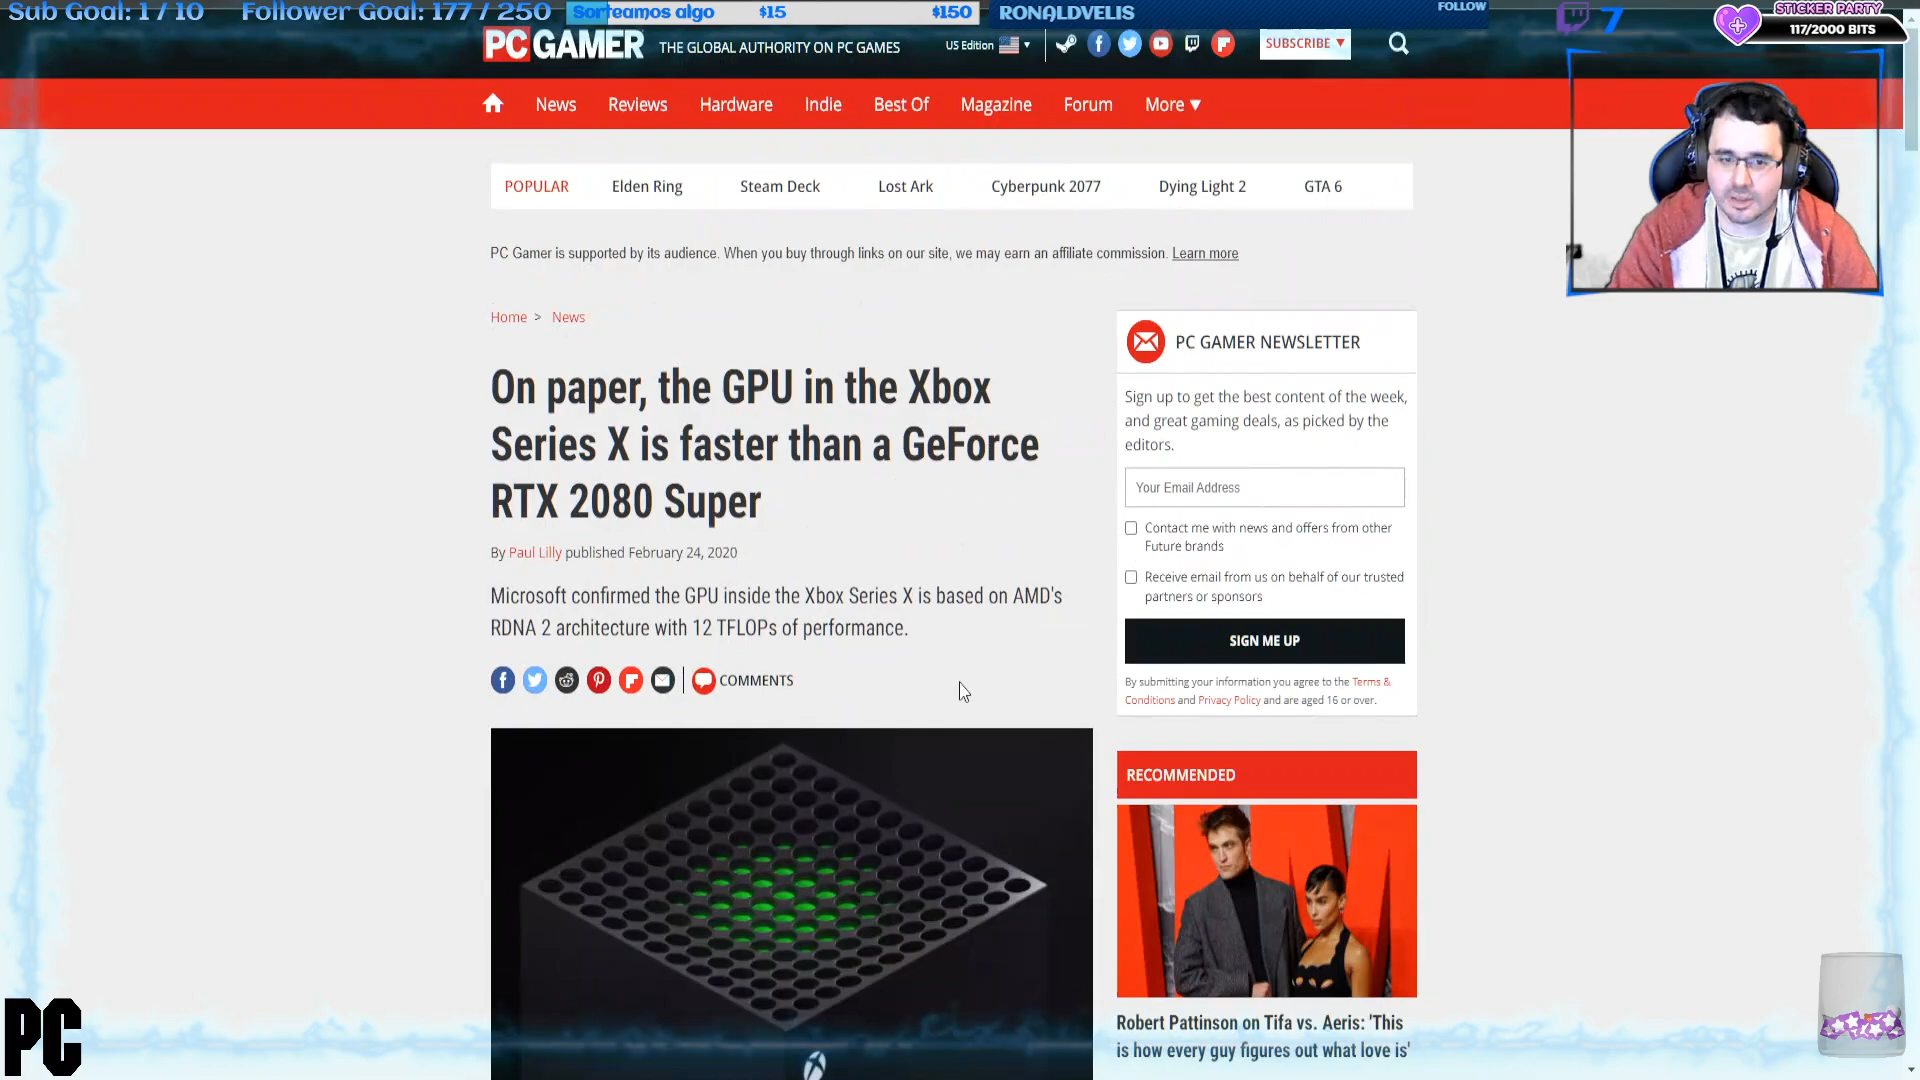 Sub Goal: 1 / 10 Follower Goal: 177 / 250 Sorteamos algo $15 $150 RONALDVELIS FOLLOW 7 STICKER PARTY
117/2000 BITS
PC GAMER THE GLOBAL AUTHORITY ON PC GAMES US Edition SUBSCRIBE ▼
News Reviews Hardware Indie Best Of Magazine Forum More ▼
POPULAR Elden Ring Steam Deck Lost Ark Cyberpunk 2077 Dying Light 2 GTA 6
PC Gamer is supported by its audience. When you buy through links on our site, we may earn an affiliate commission. Learn more
Home > News
On paper, the GPU in the Xbox
Series X is faster than a GeForce
RTX 2080 Super
By Paul Lilly published February 24, 2020
Microsoft confirmed the GPU inside the Xbox Series X is based on AMD's
RDNA 2 architecture with 12 TFLOPs of performance.
COMMENTS
PC GAMER NEWSLETTER
Sign up to get the best content of the week,
and great gaming deals, as picked by the
editors.
Your Email Address
Contact me with news and offers from other
Future brands
Receive email from us on behalf of our trusted
partners or sponsors
SIGN ME UP
By submitting your information you agree to the Terms &
Conditions and Privacy Policy and are aged 16 or over.
RECOMMENDED
Robert Pattinson on Tifa vs. Aeris: 'This
is how every guy figures out what love is'
PC